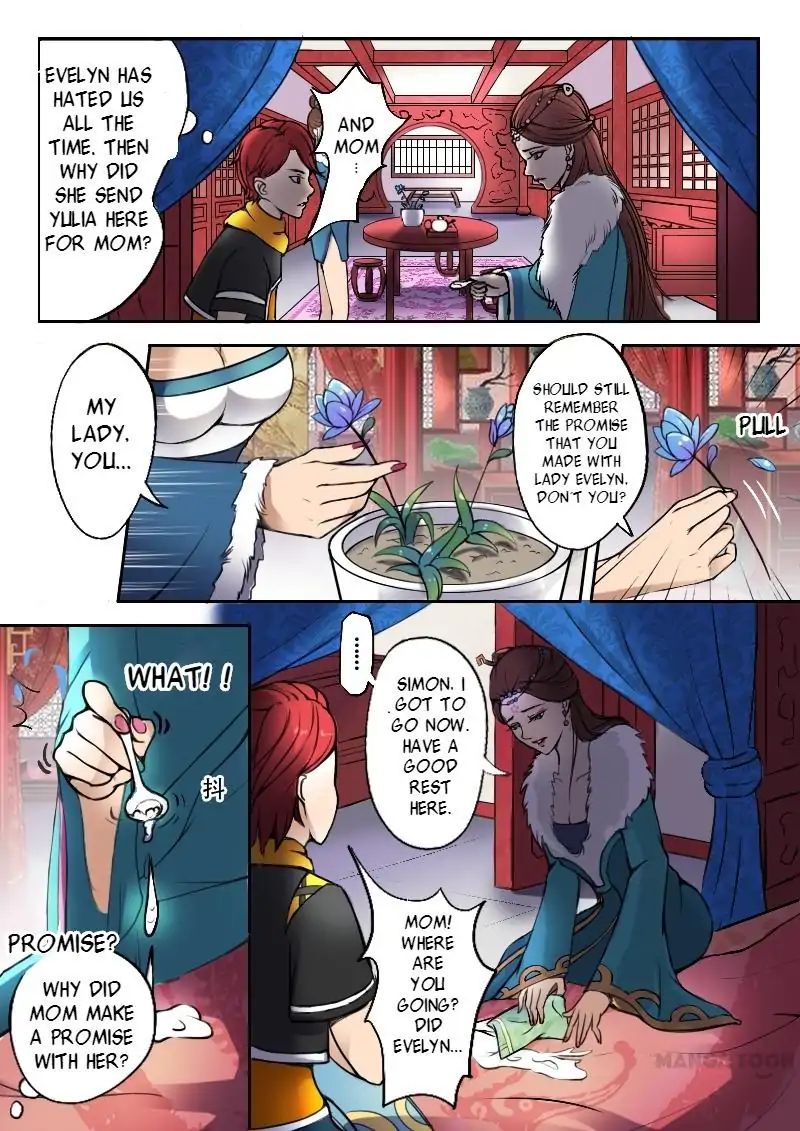 EVELYN HAS
HATED US
ALL THE
TIME. THEN
WHY DID
SHE SEND
YULIA HERE
FOR MOM?
AND
MOM
...
MY
LADY,
YOU...
SHOULD STILL
REMEMBER
THE PROMISE
THAT YOU
MADE WITH
LADY EVELYN.
DON'T YOU?
PULL
WHAT!!
抖
PROMISE?
WHY DID
MOM MAKE
A PROMISE
WITH HER?
......
SIMON, I
GOT TO
GO NOW.
HAVE A
GOOD
REST
HERE.
MOM!
WHERE
ARE
YOU
GOING?
DID
EVELYN...
MANGATOON